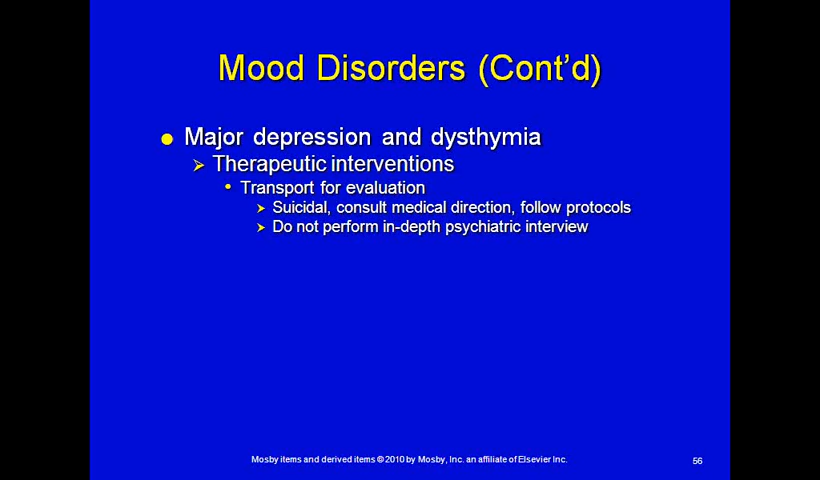 Mood Disorders (Cont’d)
Major depression and dysthymia
Therapeutic interventions
Transport for evaluation
Suicidal, consult medical direction, follow protocols
Do not perform in-depth psychiatric interview
Mosby items and derived items © 2010 by Mosby, Inc. an affiliate of Elsevier Inc.
56